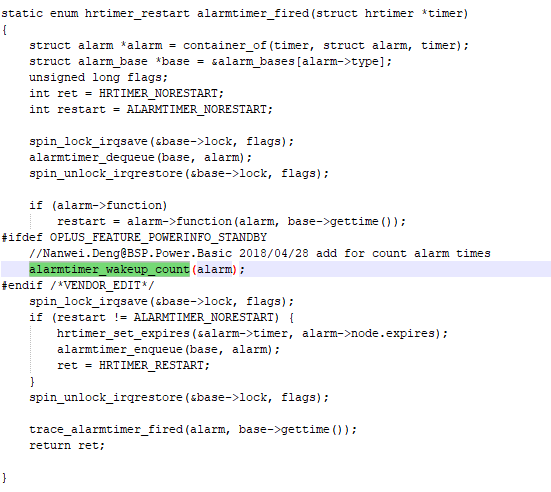 static enum hrtimer_restart alarmtimer_fired(struct hrtimer *timer)
{
    struct alarm *alarm = container_of(timer, struct alarm, timer);
    struct alarm_base *base = &alarm_bases[alarm->type];
    unsigned long flags;
    int ret = HRTIMER_NORESTART;
    int restart = ALARMTIMER_NORESTART;

    spin_lock_irqsave(&base->lock, flags);
    alarmtimer_dequeue(base, alarm);
    spin_unlock_irqrestore(&base->lock, flags);

    if (alarm->function)
        restart = alarm->function(alarm, base->gettime());
#ifdef OPLUS_FEATURE_POWERINFO_STANDBY
    //Nanwei.Deng@BSP.Power.Basic 2018/04/28 add for count alarm times
    alarmtimer_wakeup_count(alarm);
#endif /*VENDOR_EDIT*/
    spin_lock_irqsave(&base->lock, flags);
    if (restart != ALARMTIMER_NORESTART) {
        hrtimer_set_expires(&alarm->timer, alarm->node.expires);
        alarmtimer_enqueue(base, alarm);
        ret = HRTIMER_RESTART;
    }
    spin_unlock_irqrestore(&base->lock, flags);

    trace_alarmtimer_fired(alarm, base->gettime());
    return ret;

}